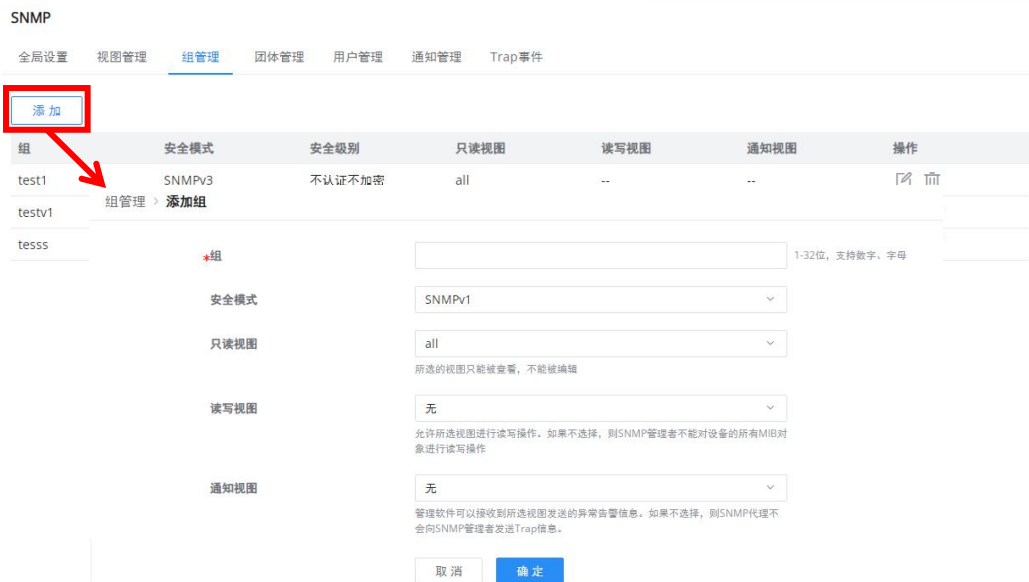 SNMP
全局设置 视图管理 组管理 团体管理 用户管理 通知管理 Trap事件
添加
组 安全模式 安全级别 只读视图 读写视图 通知视图 操作
test1 SNMPv3 不认证不加密 all -- --
testv1
tesss
组管理 > 添加组
*组 1-32位，支持数字、字母
安全模式 SNMPv1
只读视图 all
所选的视图只能被查看，不能被编辑
读写视图 无
允许所选视图进行读写操作。如果不选择，则SNMP管理者不能对设备的所有MIB对
象进行读写操作
通知视图 无
管理软件可以接收到所选视图发送的异常告警信息。如果不选择，则SNMP代理不
会向SNMP管理者发送Trap信息。
取消 确定